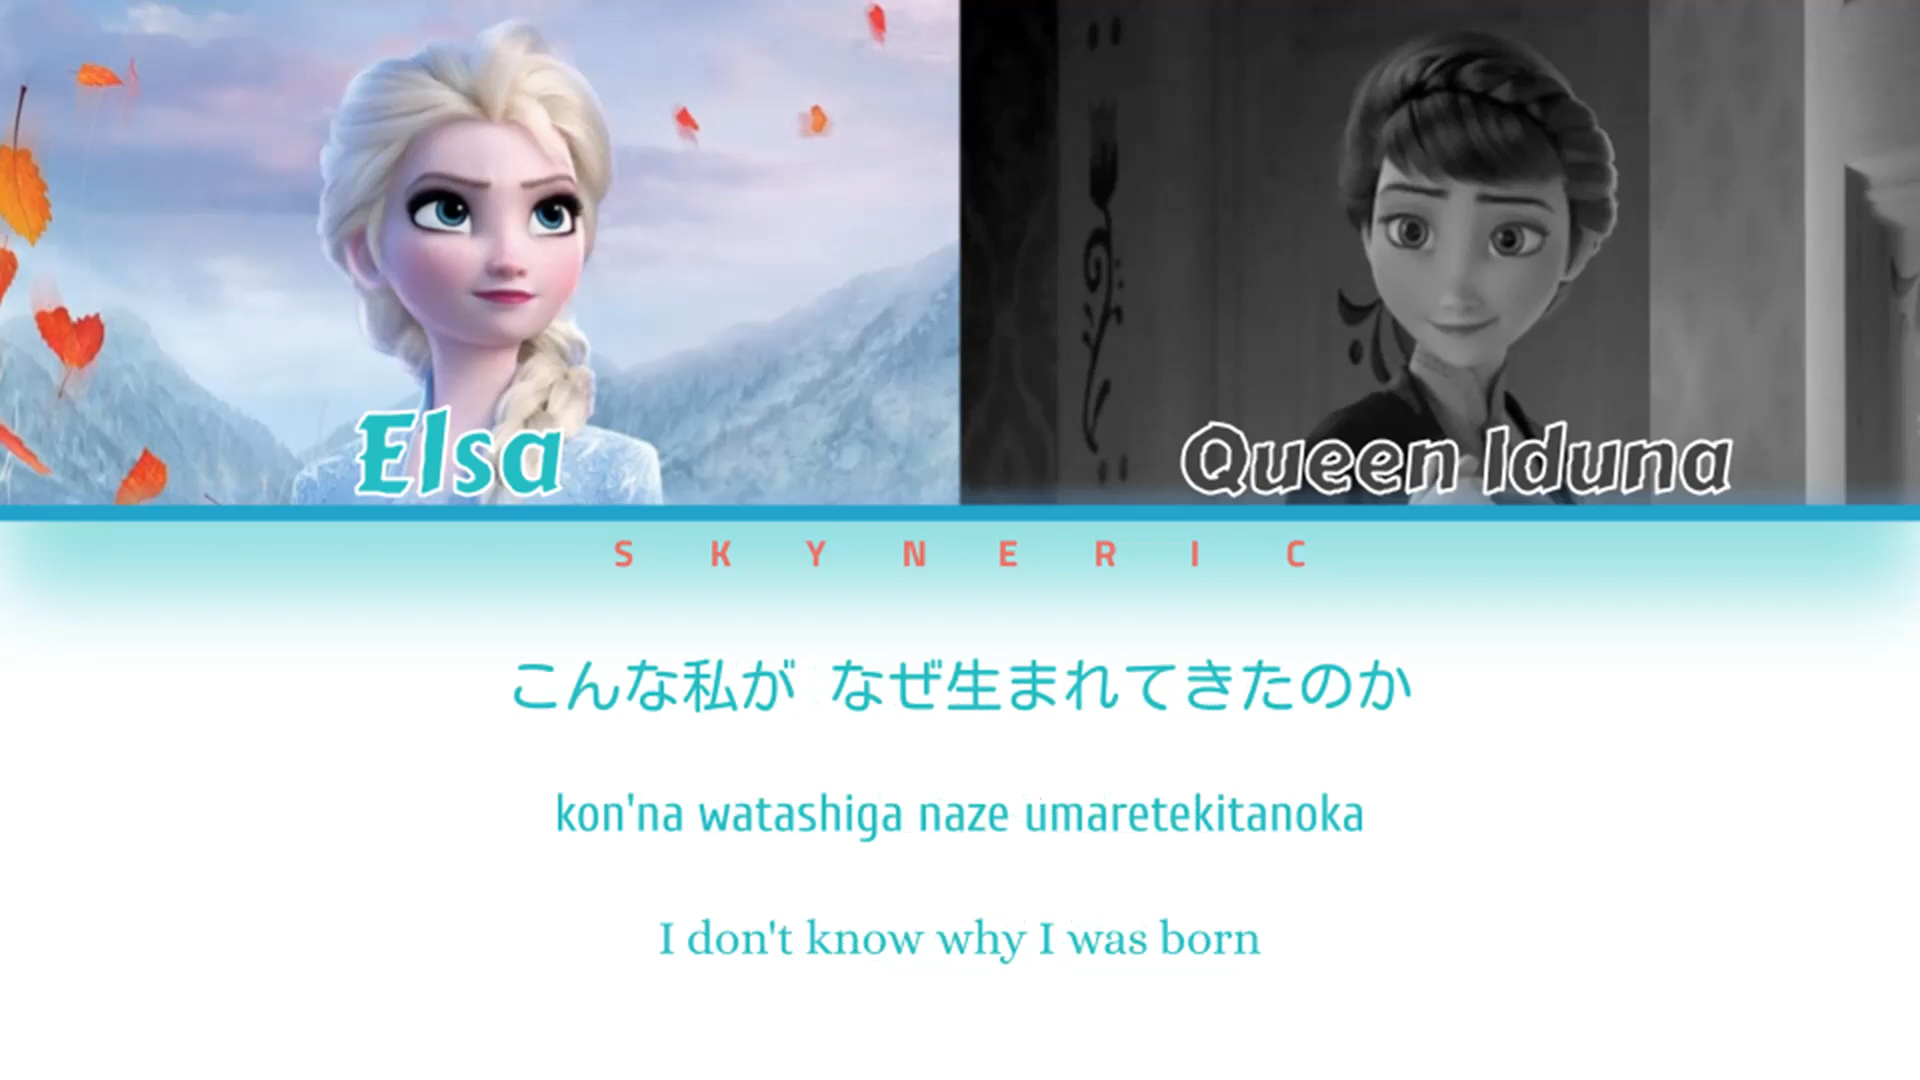 Elsa
Queen Iduna
SKYNERIC
こんな私が なぜ生まれてきたのか
kon'na watashiga naze umaretekitanoka
I don't know why I was born